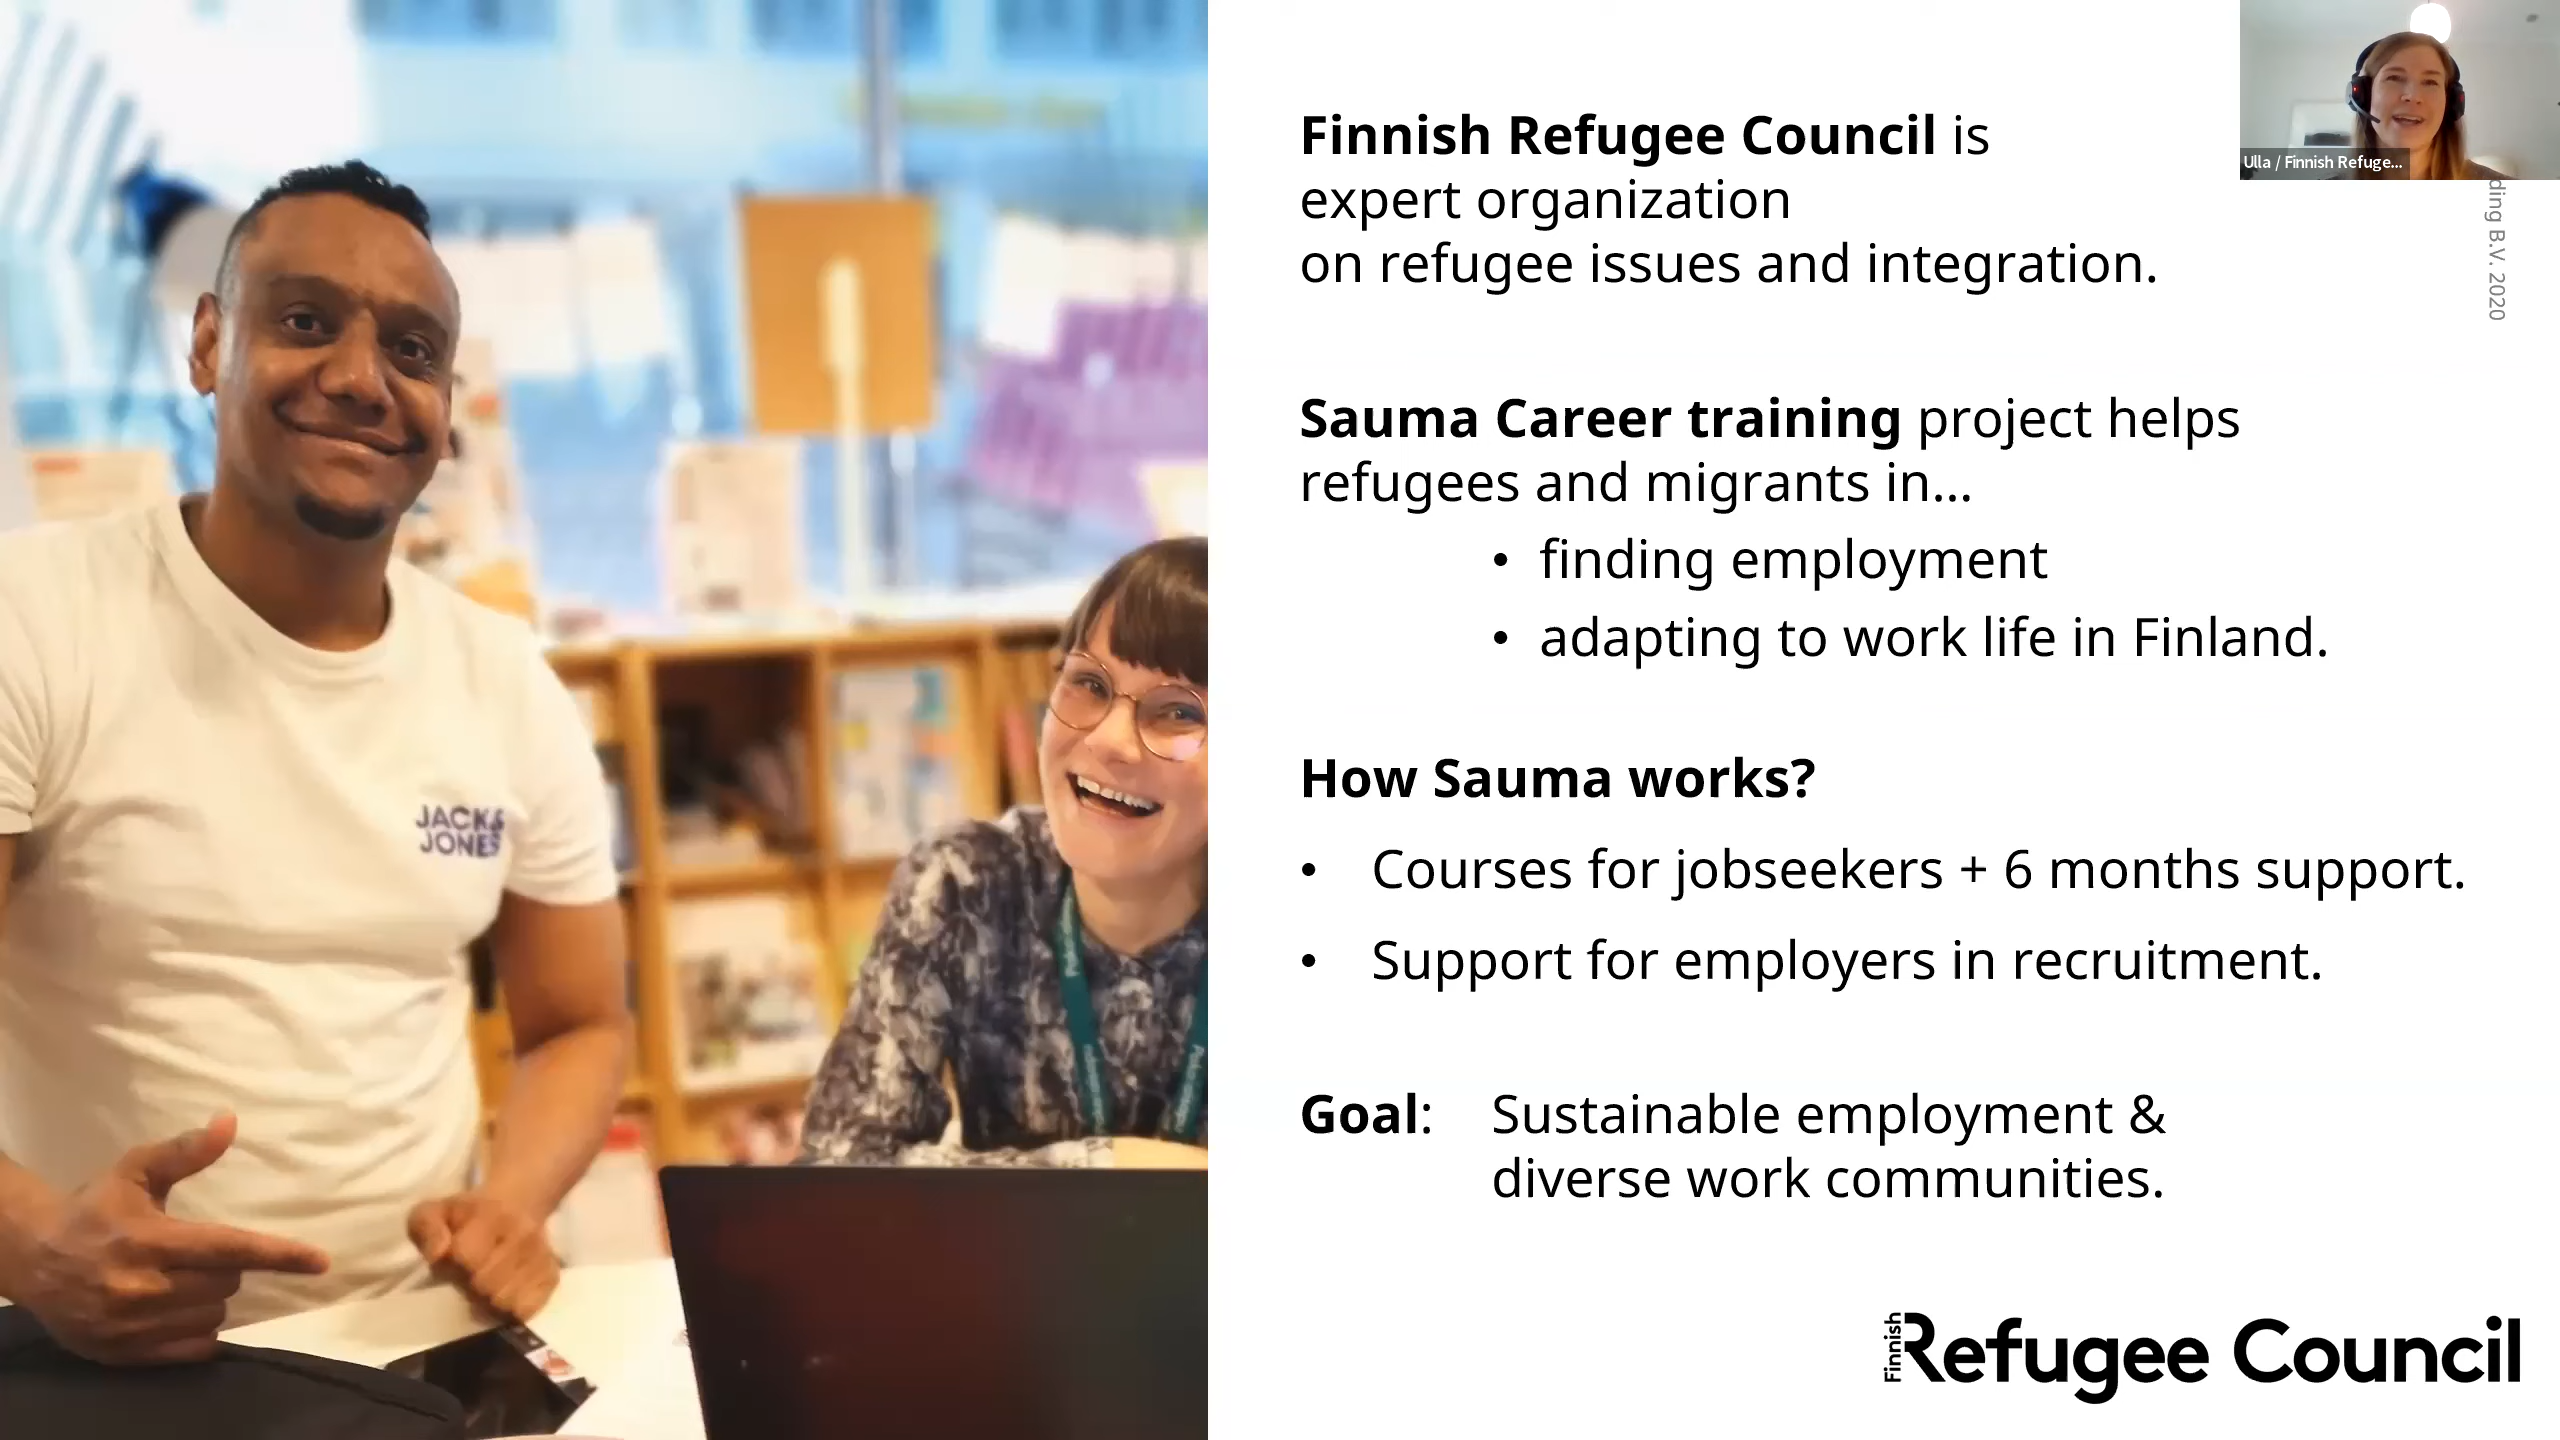 Finnish Refugee Council is
expert organization
on refugee issues and integration.
Sauma Career training project helps
refugees and migrants in...
• finding employment
• adapting to work life in Finland.
How Sauma works?
• Courses for jobseekers + 6 months support.
• Support for employers in recruitment.
Goal: Sustainable employment &
diverse work communities.
Finnish Refugee Council
Ulla / Finnish Refuge...
ding B.V. 2020
JACK&
JONES